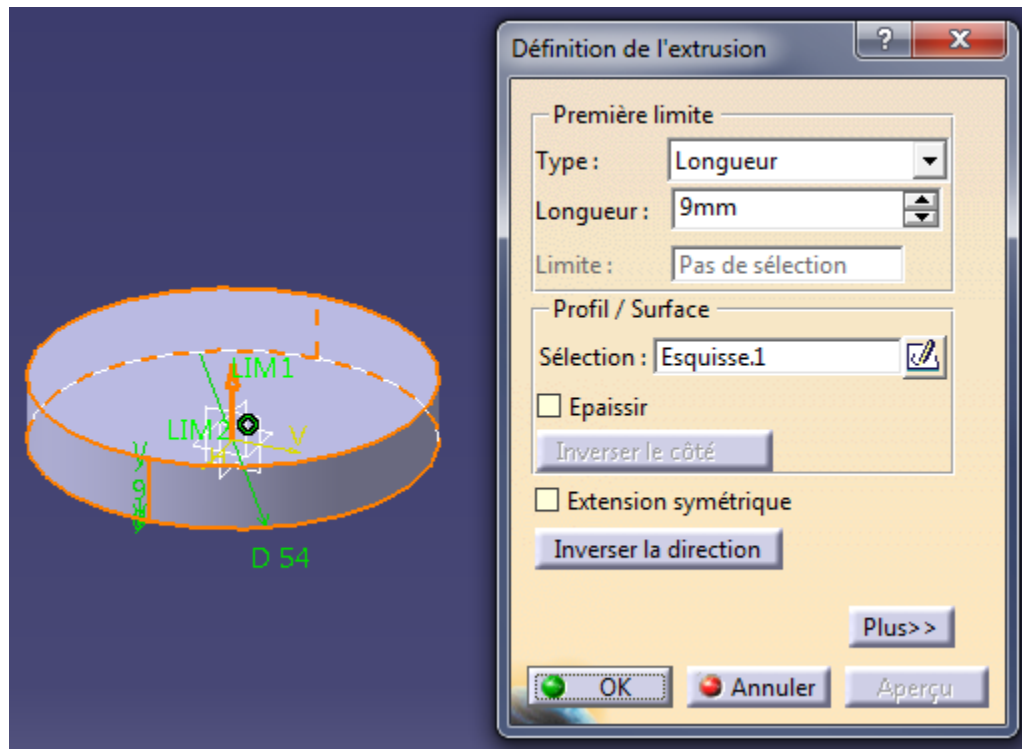 Définition de l'extrusion
?
X
Première limite
Type :
Longueur
Longueur :
9mm
Limite :
Pas de sélection
Profil / Surface
Sélection :
Esquisse.1
Epaissir
Inverser le côté
Extension symétrique
Inverser la direction
Plus>>
OK
Annuler
Aperçu
LIM1
LIM2
V
y
9
D 54